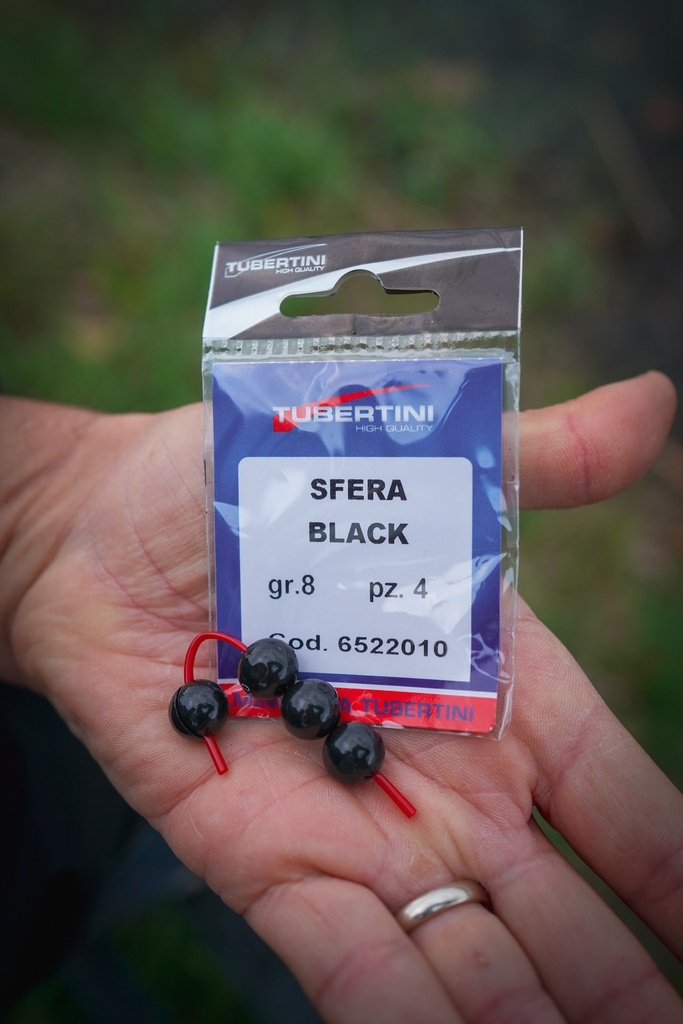 TUBERTINI
HIGH QUALITY
TUBERTINI
HIGH QUALITY
SFERA
BLACK
gr.8 pz. 4
Cod. 6522010
TUBERTINI